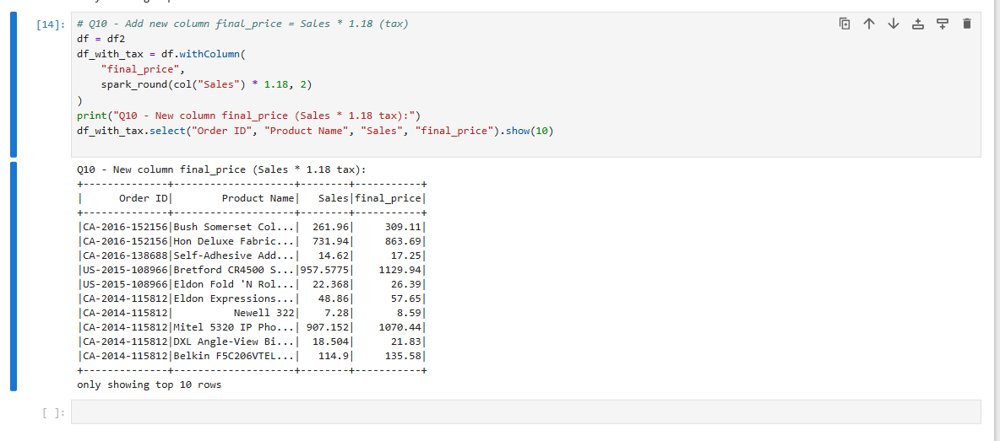 [14]: # Q10 - Add new column final_price = Sales * 1.18 (tax)
df = df2
df_with_tax = df.withColumn(
    "final_price",
    spark_round(col("Sales") * 1.18, 2)
)
print("Q10 - New column final_price (Sales * 1.18 tax):")
df_with_tax.select("Order ID", "Product Name", "Sales", "final_price").show(10)
Q10 - New column final_price (Sales * 1.18 tax):
+--------------+--------------------+--------+-----------+
|      Order ID|        Product Name|   Sales|final_price|
+--------------+--------------------+--------+-----------+
|CA-2016-152156|Bush Somerset Col...|  261.96|     309.11|
|CA-2016-152156|Hon Deluxe Fabric...|  731.94|     863.69|
|CA-2016-138688|Self-Adhesive Add...|   14.62|      17.25|
|US-2015-108966|Bretford CR4500 S...|957.5775|    1129.94|
|US-2015-108966|Eldon Fold 'N Rol...|  22.368|      26.39|
|CA-2014-115812|Eldon Expressions...|   48.86|      57.65|
|CA-2014-115812|          Newell 322|    7.28|       8.59|
|CA-2014-115812|Mitel 5320 IP Pho...| 907.152|    1070.44|
|CA-2014-115812|DXL Angle-View Bi...|  18.504|      21.83|
|CA-2014-115812|Belkin F5C206VTEL...|   114.9|     135.58|
+--------------+--------------------+--------+-----------+
only showing top 10 rows
[ ]: